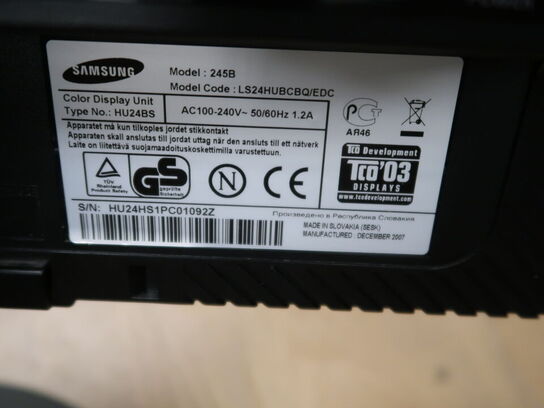 SAMSUNG
Model : 245B
Model Code : LS24HUBCBQ/EDC
Color Display Unit
Type No.: HU24BS
AC100-240V~ 50/60Hz 1.2A
Apparatet må kun tilkoples jordet stikkontakt
Apparaten skall anslutas till jordat uttag när den ansluts till ett nätverk
Laite on liitettävä suojamaadoituskoskettimilla varustettuun.
PCT
АЯ46
TÜV
Rheinland
GS
geprüfte
Sicherheit
N
CE
TCO Development
TCO'03
DISPLAYS
www.tcodevelopment.com
S/N: HU24HS1PC01092Z
Произведено в Республика Словакия
MADE IN SLOVAKIA (SESK)
MANUFACTURED : DECEMBER 2007